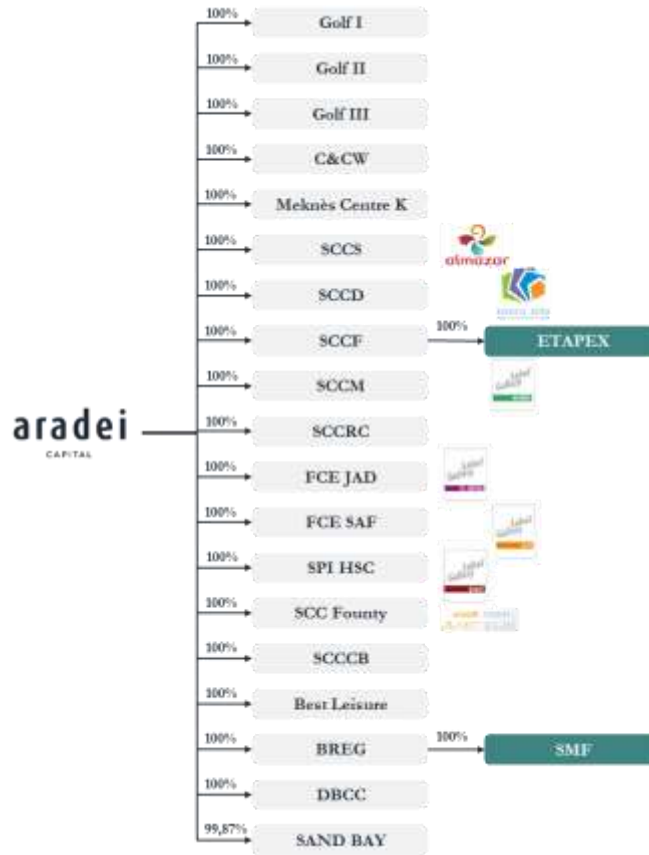 100% Golf I
100% Golf II
100% Golf III
100% C&CW
100% Meknès Centre K
100% SCCS
almazar
100% SCCD
100% SCCF 100% ETAPEX
100% SCCM
aradei
CAPITAL
100% SCCRC
100% FCE JAD
100% FCE SAF
100% SPI HSC
100% SCC Founty
100% SCCCB
100% Best Leisure
100% BREG 100% SMF
100% DBCC
99,87% SAND BAY